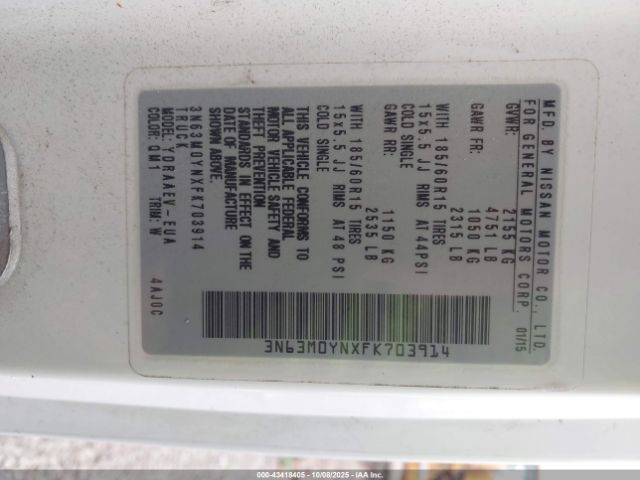 MFD. BY NISSAN MOTOR CO., LTD.
FOR GENERAL MOTORS CORP. 01/15
GVWR: 2155 KG
4751 LB
GAWR FR: 1050 KG
2315 LB
WITH 185/60R15 TIRES
15x5.5 JJ RIMS AT 44PSI
COLD SINGLE
GAWR RR: 1150 KG
2535 LB
WITH 185/60R15 TIRES
15x5.5 JJ RIMS AT 48 PSI
COLD SINGLE
THIS VEHICLE CONFORMS TO
ALL APPLICABLE FEDERAL
MOTOR VEHICLE SAFETY AND
THEFT PREVENTION
STANDARDS IN EFFECT ON THE
DATE OF MANUFACTURE
SHOWN ABOVE.
3N63M0YNXFK703914
TRUCK
MODEL: YDRAAEV-EUA
COLOR: QM1 TRIM: W
4AJ0C
3N63M0YNXFK703914
000-43418405 - 10/08/2025 - IAAI.COM